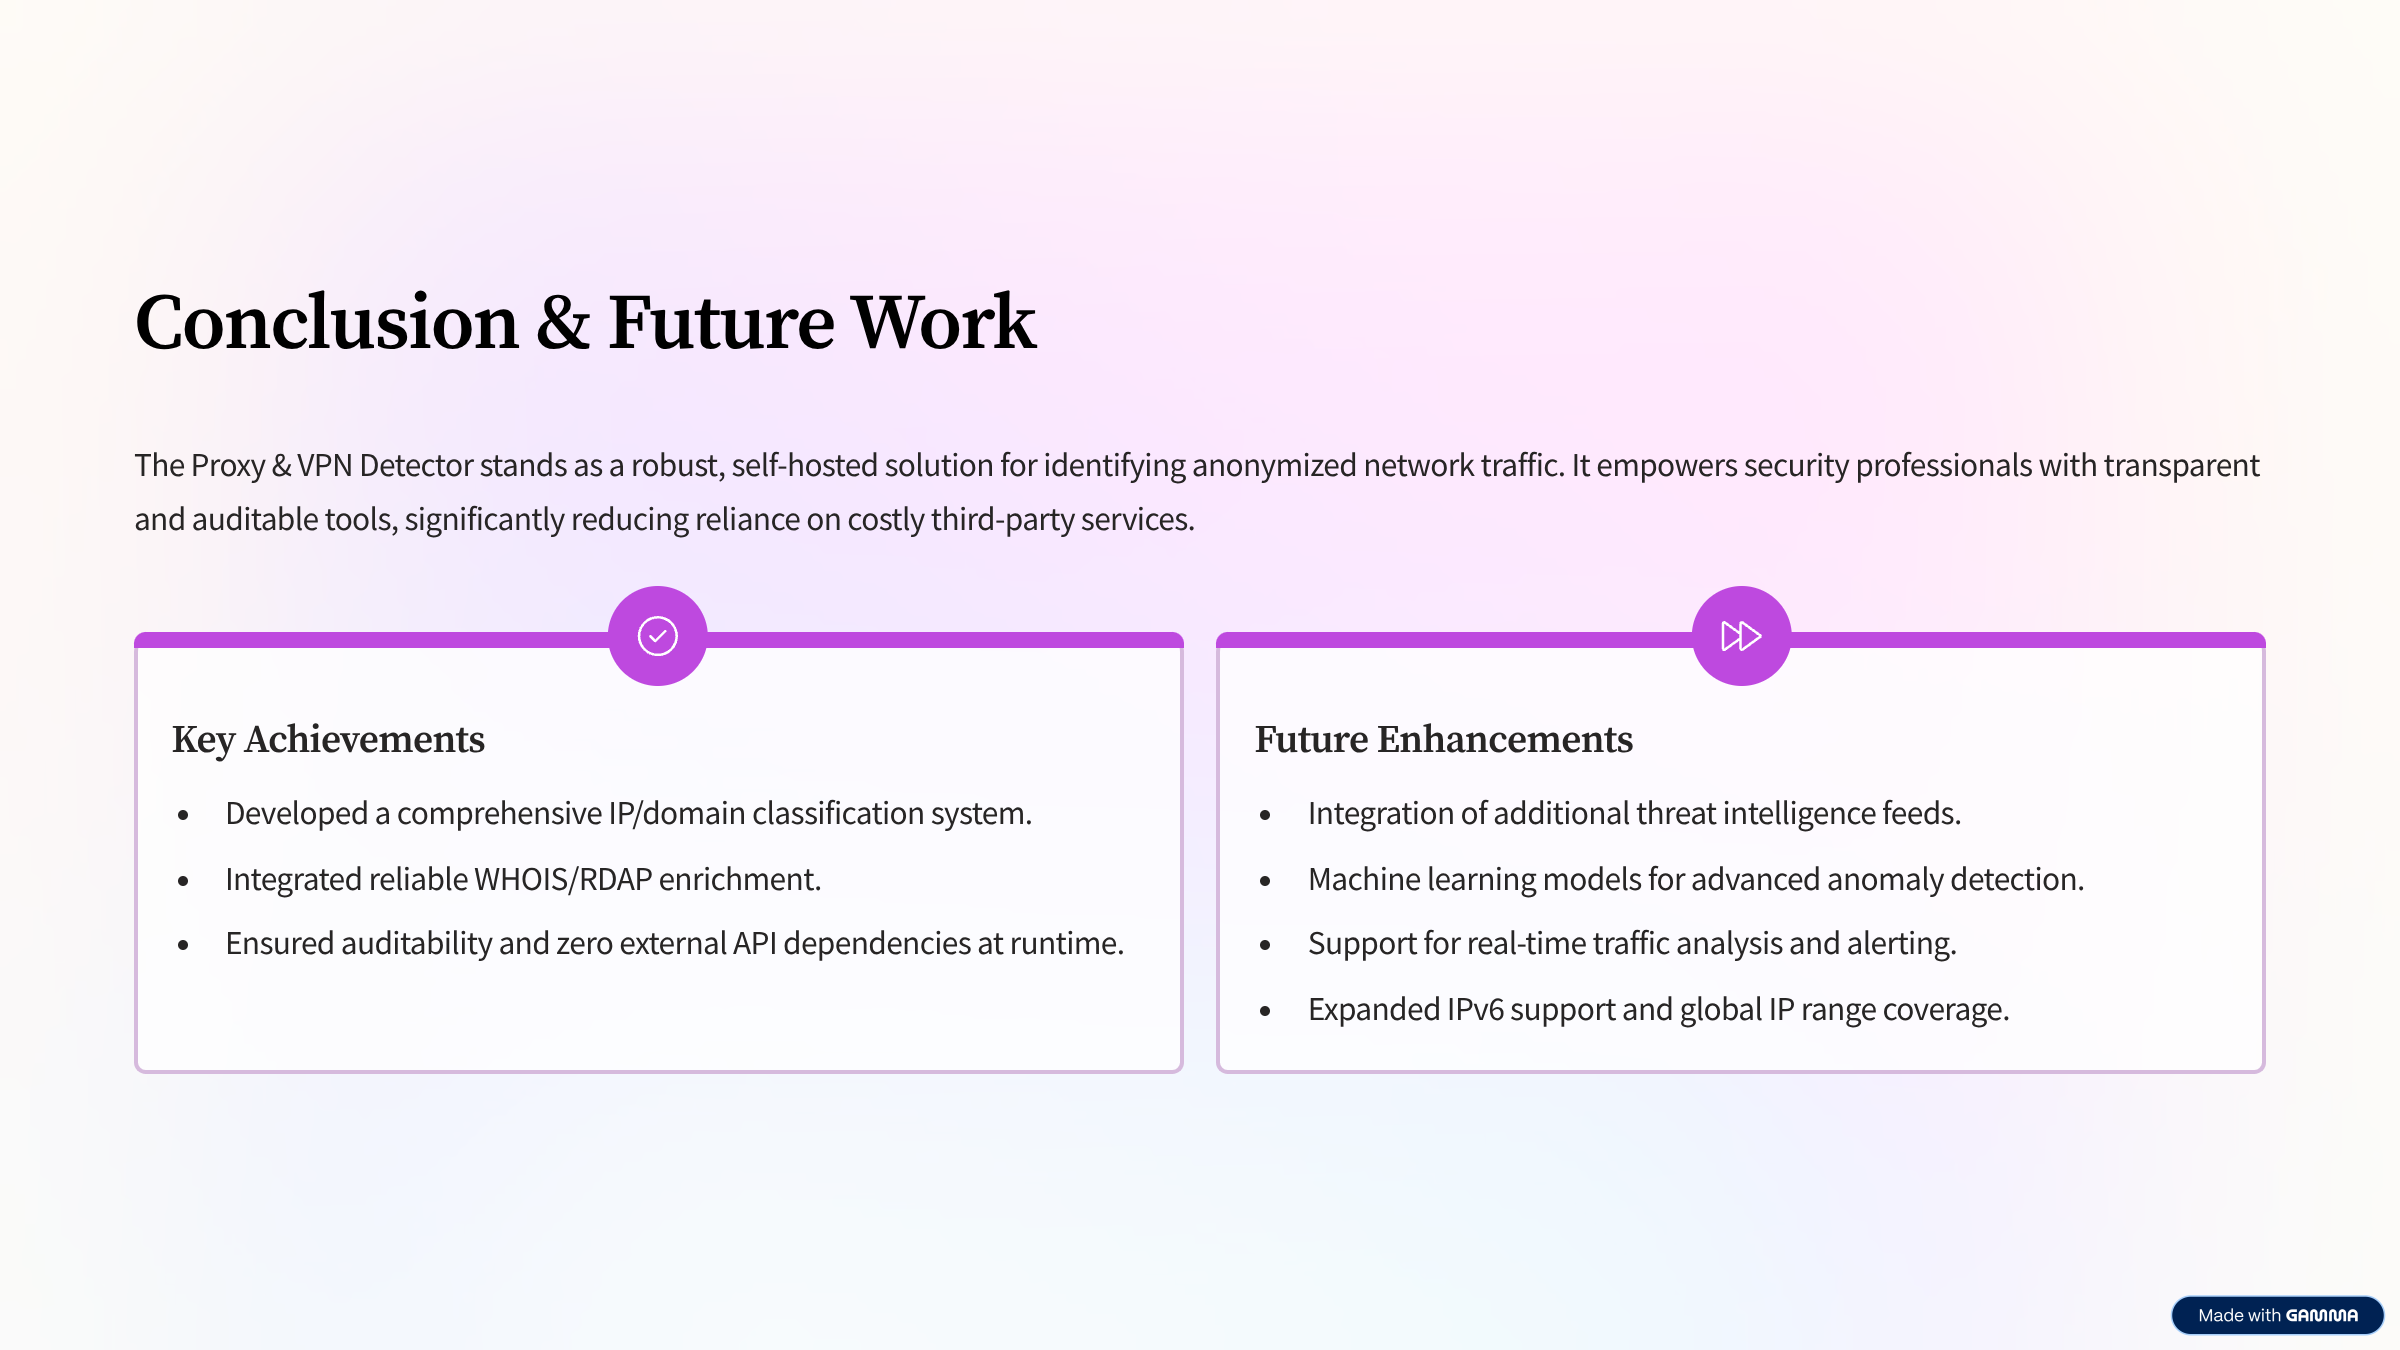 Conclusion & Future Work
The Proxy & VPN Detector stands as a robust, self-hosted solution for identifying anonymized network traffic. It empowers security professionals with transparent
and auditable tools, significantly reducing reliance on costly third-party services.
Key Achievements
• Developed a comprehensive IP/domain classification system.
• Integrated reliable WHOIS/RDAP enrichment.
• Ensured auditability and zero external API dependencies at runtime.
Future Enhancements
• Integration of additional threat intelligence feeds.
• Machine learning models for advanced anomaly detection.
• Support for real-time traffic analysis and alerting.
• Expanded IPv6 support and global IP range coverage.
Made with GAMMA